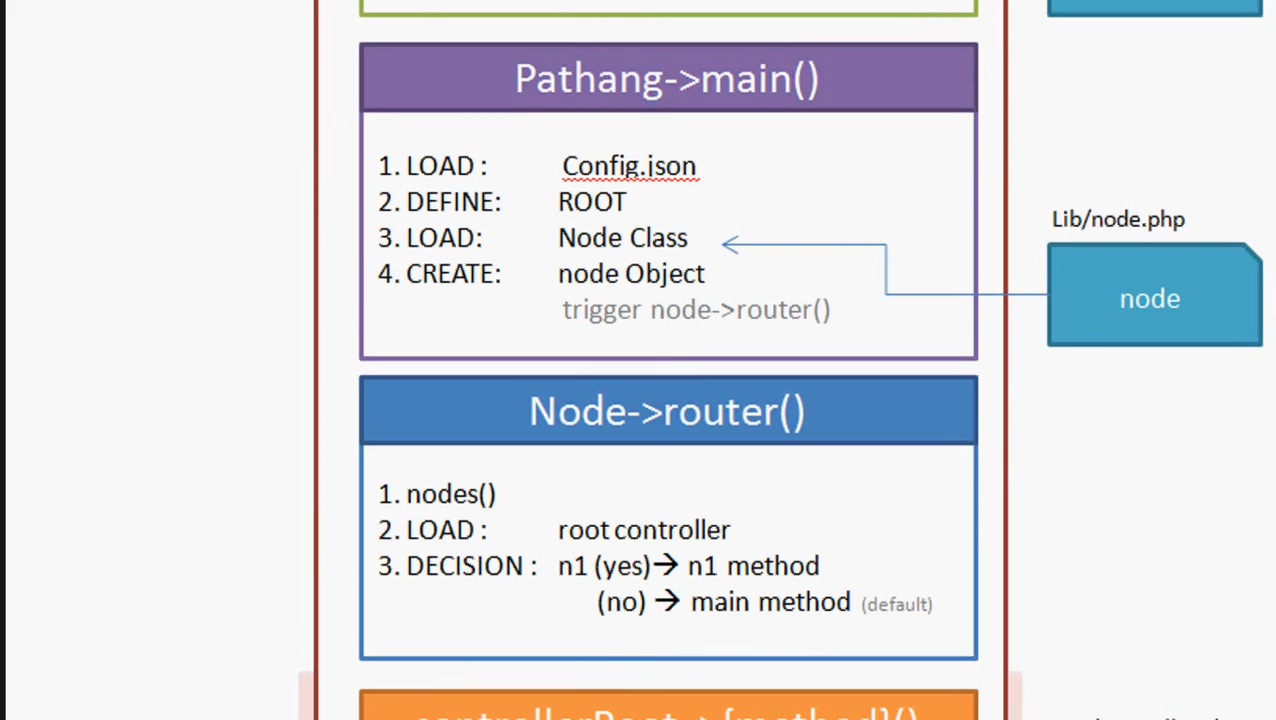 Pathang->main()
1. LOAD : Config.json
2. DEFINE: ROOT
3. LOAD: Node Class
4. CREATE: node Object
trigger node->router()
Lib/node.php
node
Node->router()
1. nodes()
2. LOAD : root controller
3. DECISION : n1 (yes)→ n1 method
(no) → main method (default)